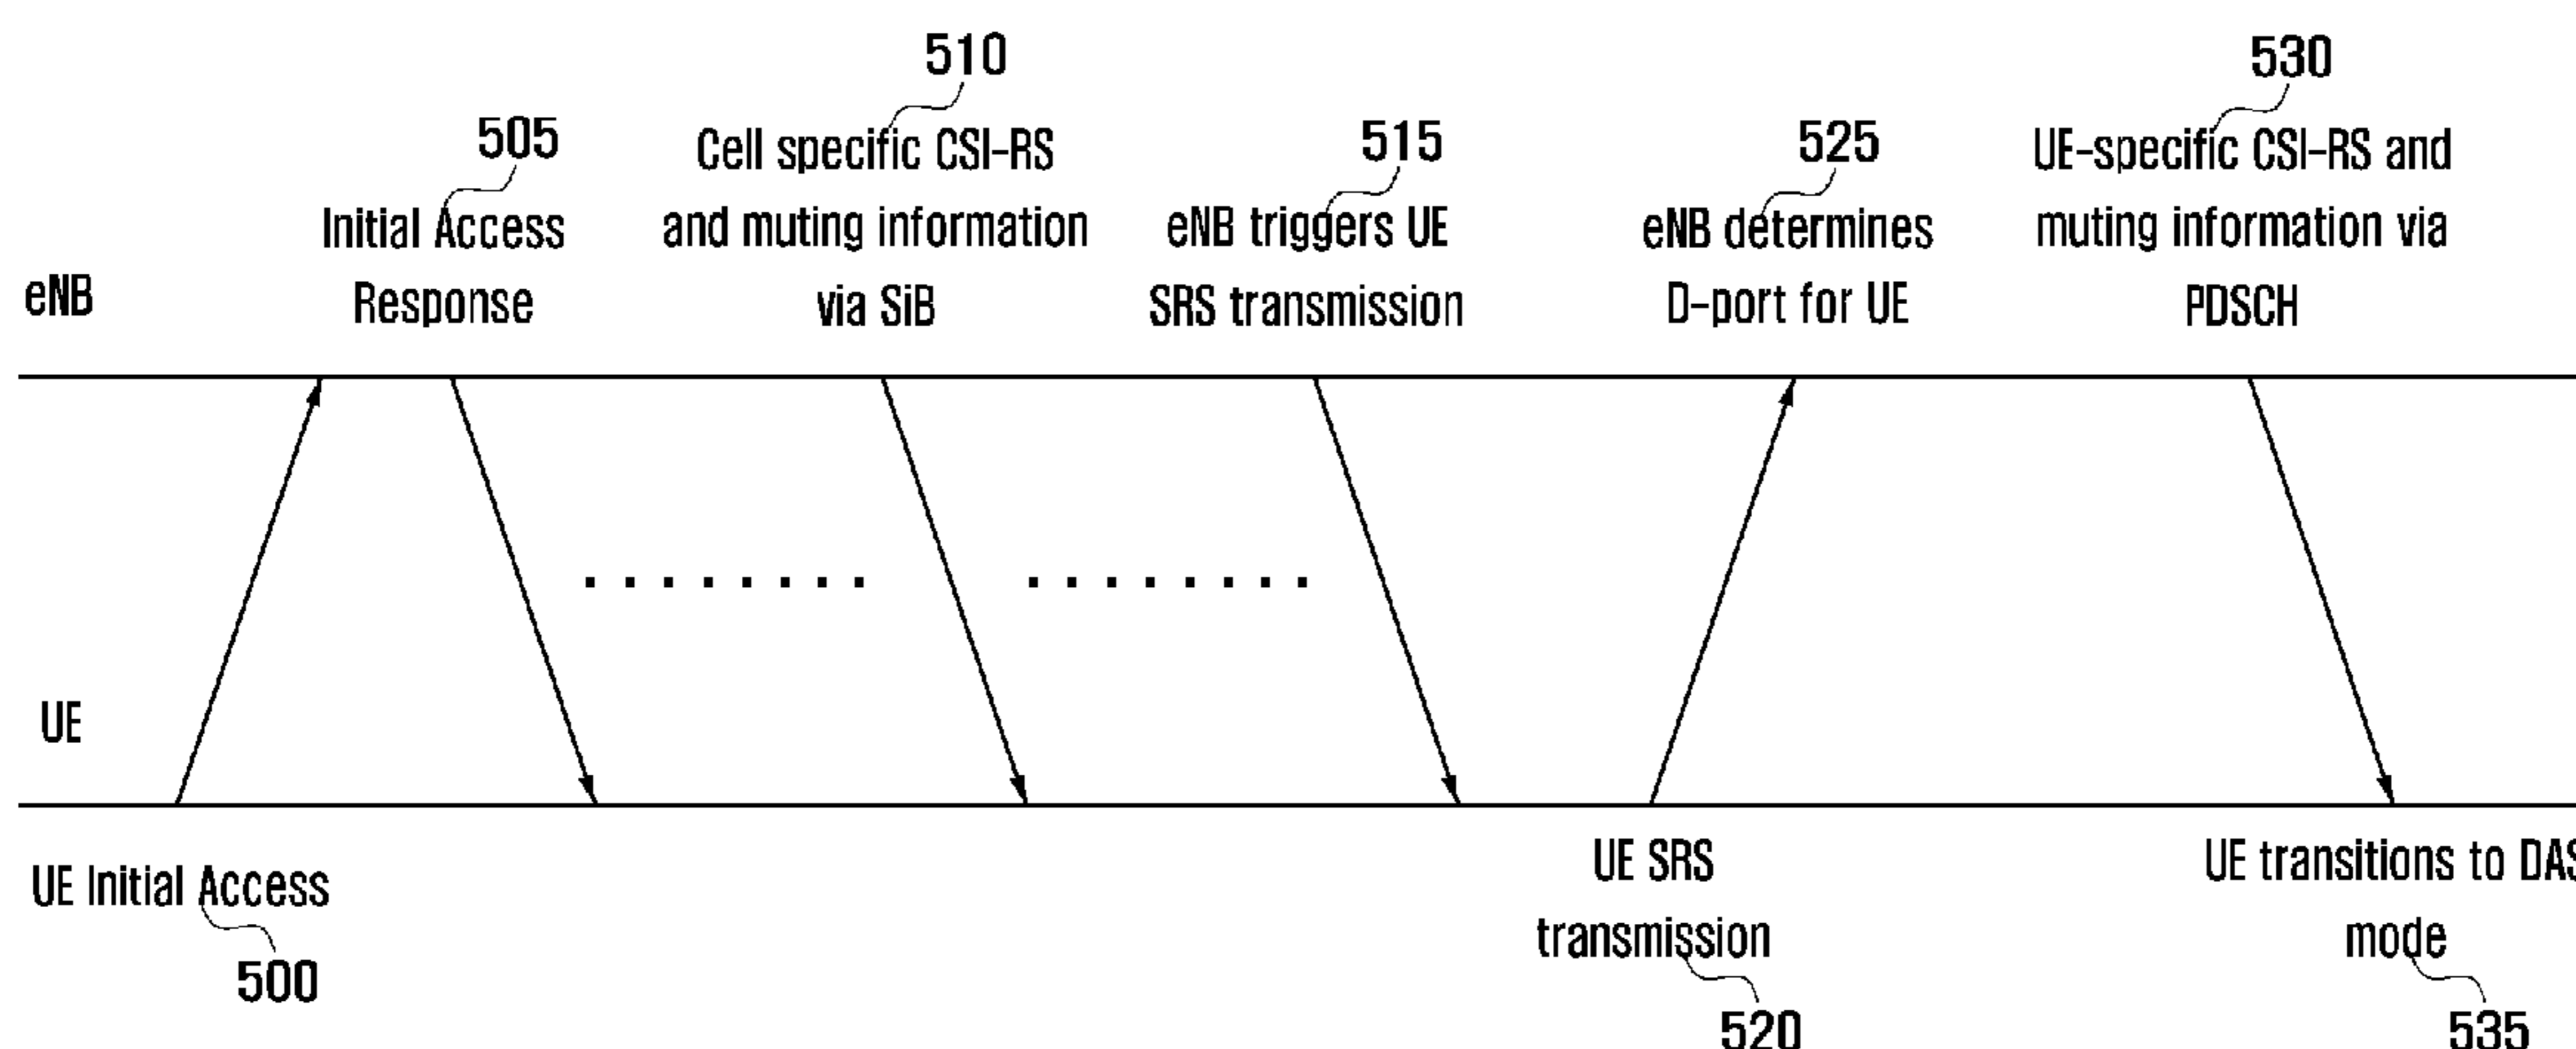 510
530
505
Cell specific CSI-RS
515
525
UE-specific CSI-RS and
Initial Access
and muting information
eNB triggers UE
eNB determines
muting information via
eNB
Response
via SiB
SRS transmission
D-port for UE
PDSCH
UE
UE Initial Access
UE SRS
UE transitions to DAS
transmission
mode
500
520
535